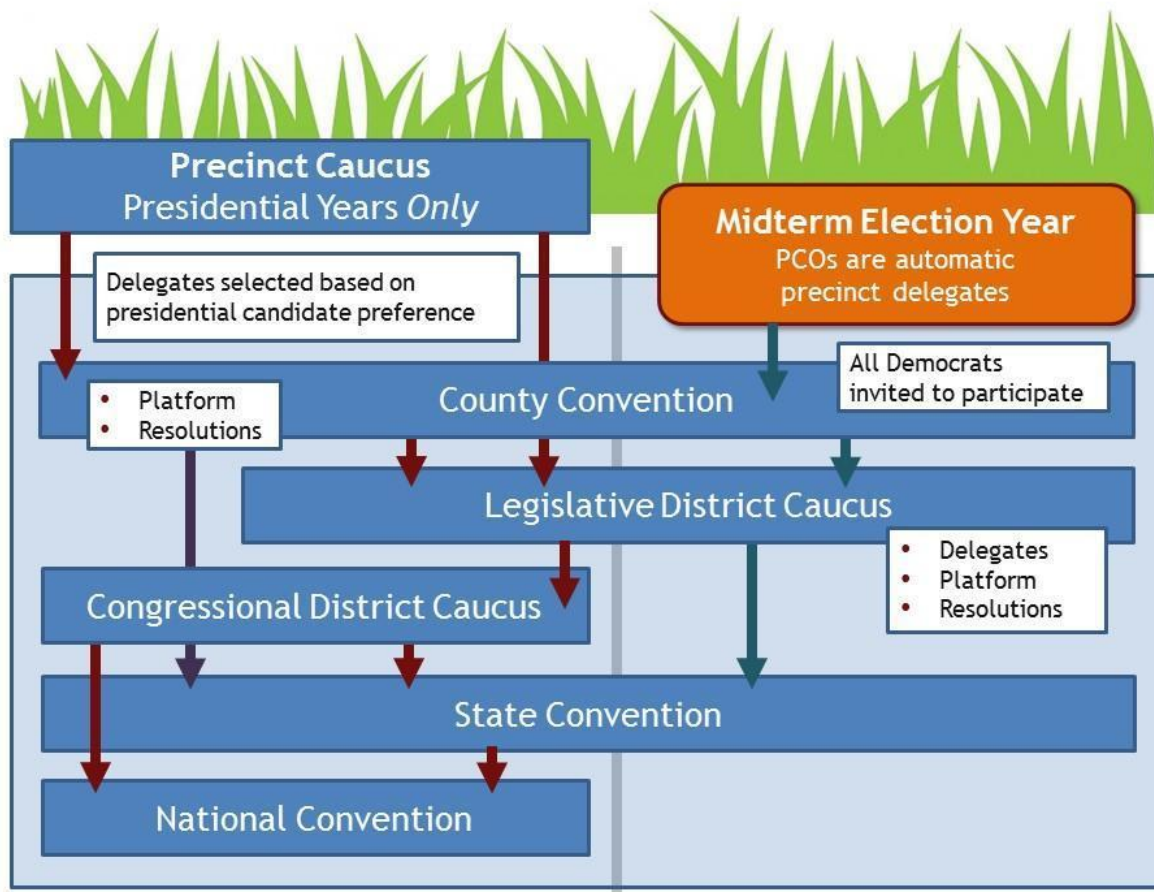 Precinct Caucus
Presidential Years Only
Midterm Election Year
PCOs are automatic
precinct delegates
Delegates selected based on
presidential candidate preference
All Democrats
invited to participate
County Convention
• Platform
• Resolutions
Legislative District Caucus
• Delegates
• Platform
• Resolutions
Congressional District Caucus
State Convention
National Convention